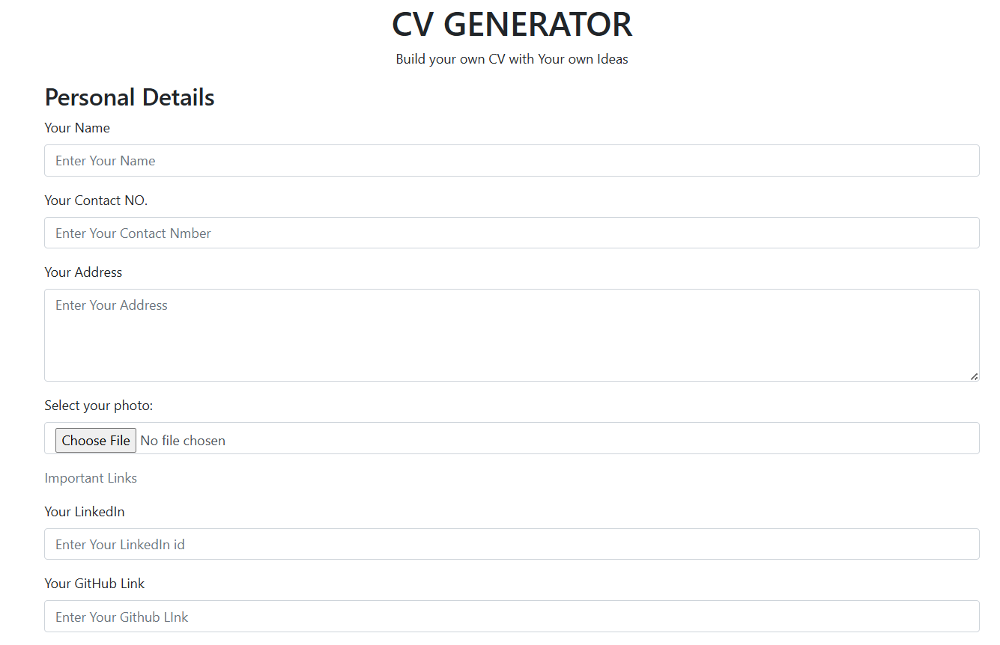 CV GENERATOR
Build your own CV with Your own Ideas
Personal Details
Your Name
Enter Your Name
Your Contact NO.
Enter Your Contact Nmber
Your Address
Enter Your Address
Select your photo:
Choose File No file chosen
Important Links
Your LinkedIn
Enter Your LinkedIn id
Your GitHub Link
Enter Your Github LInk